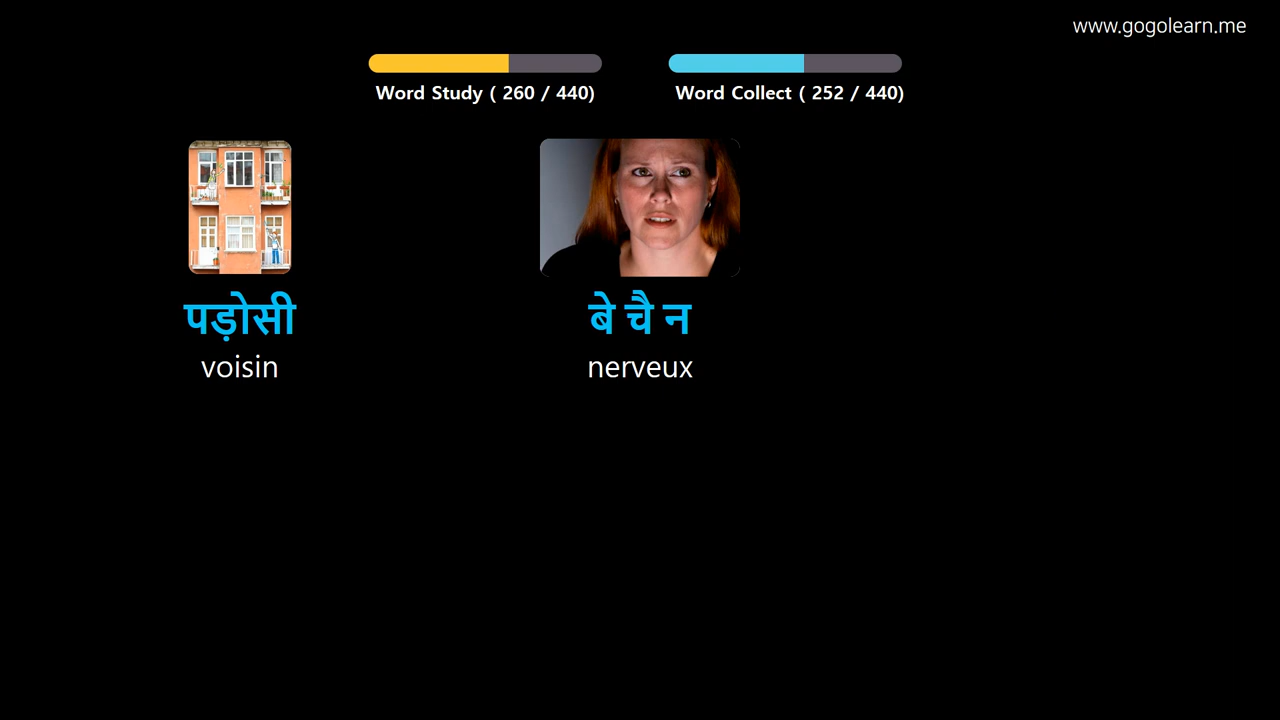 www.gogolearn.me
Word Study ( 260 / 440)
Word Collect ( 252 / 440)
पड़ोसी
बे चै न
voisin
nerveux